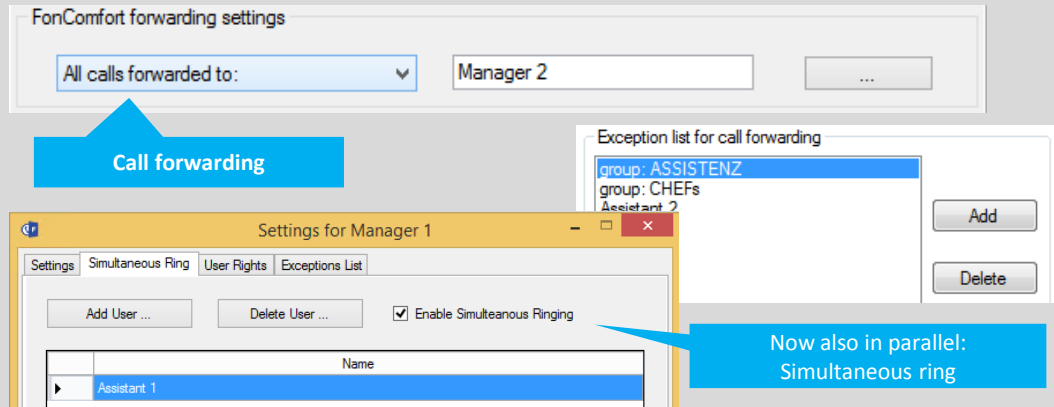 FonComfort forwarding settings
All calls forwarded to:
Manager 2
...
Call forwarding
Exception list for call forwarding
group: ASSISTENZ
group: CHEFs
Assistant 2
Add
Delete
Settings for Manager 1
Settings
Simultaneous Ring
User Rights
Exceptions List
Add User ...
Delete User ...
Enable Simulteanous Ringing
Name
Assistant 1
Now also in parallel:
Simultaneous ring